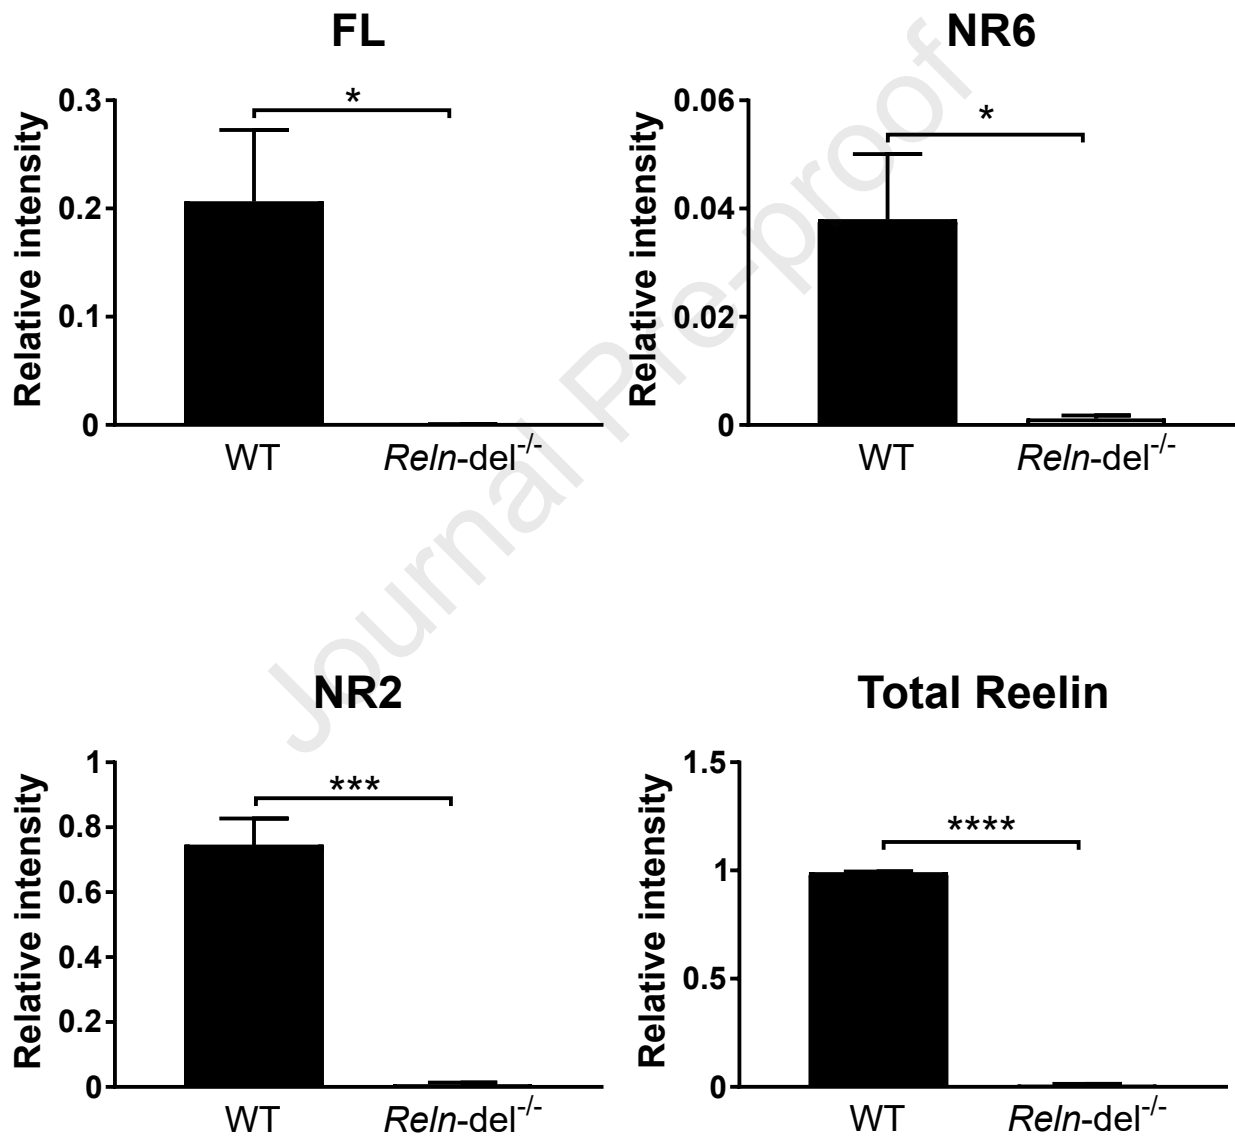 FL
*
0.3
0.2
0.1
0
Relative intensity
WT
Reln-del-/-
NR6
*
0.06
0.04
0.02
0
Relative intensity
WT
Reln-del-/-
Journal Pre-proof
NR2
***
1
0.8
0.6
0.4
0.2
0
Relative intensity
WT
Reln-del-/-
Total Reelin
****
1.5
1
0.5
0
Relative intensity
WT
Reln-del-/-